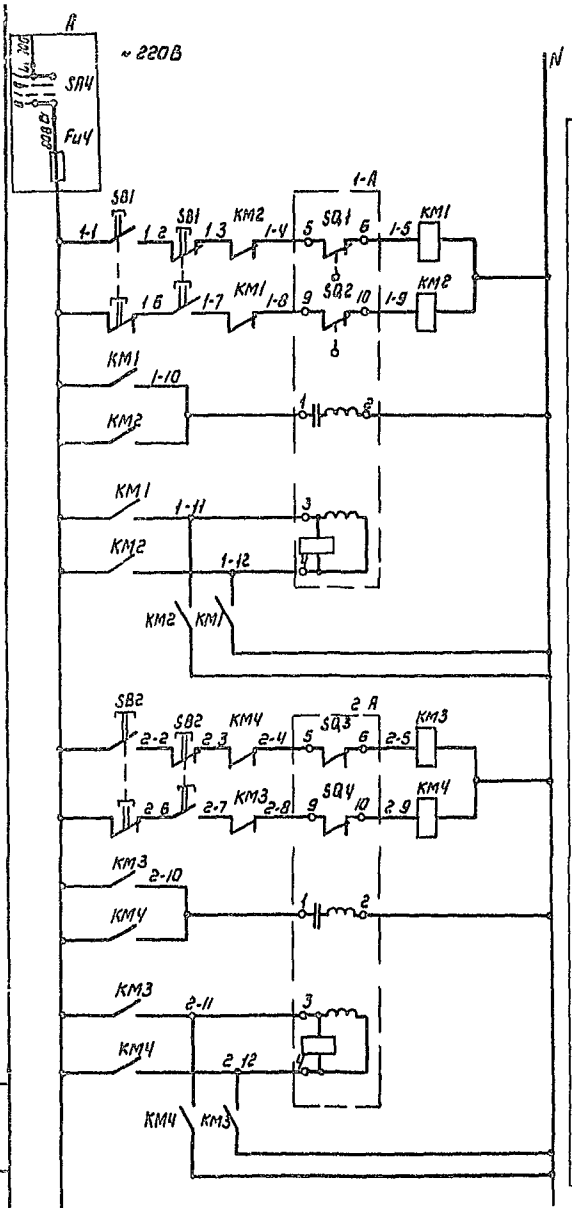 А
~ 220В
N
SA4
FU4
1-A
SB1
1-1
1-2
SB1
1-3
KM2
1-4
5
SQ1
6
1-5
KM1
1-6
1-7
KM1
1-8
9
SQ2
10
1-9
KM2
KM1
1-10
KM2
1
2
KM1
1-11
3
KM2
1-12
4
KM2
KM1
2-A
SB2
2-2
SB2
2-3
KM4
2-4
5
SQ3
6
2-5
KM3
2-6
2-7
KM3
2-8
9
SQ4
10
2-9
KM4
KM3
2-10
KM4
1
2
KM3
2-11
3
KM4
2-12
4
KM4
KM3